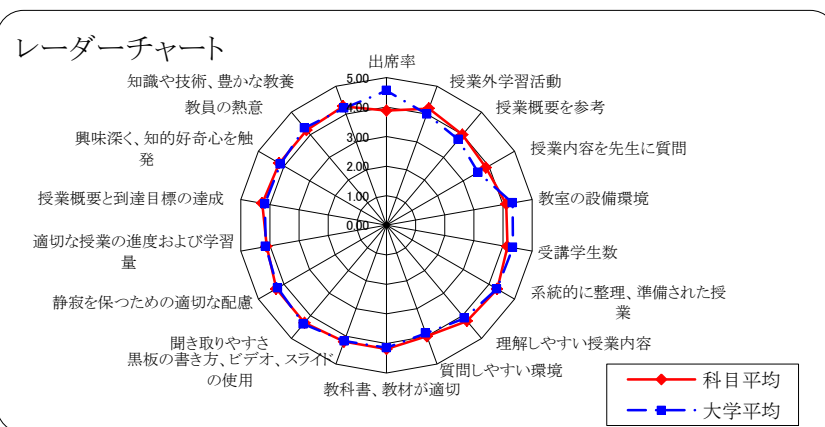 レーダーチャート
出席率
授業外学習活動
授業概要を参考
授業内容を先生に質問
教室の設備環境
受講学生数
系統的に整理、準備された授
業
理解しやすい授業内容
質問しやすい環境
教科書、教材が適切
黒板の書き方、ビデオ、スライド
の使用
聞き取りやすさ
静寂を保つための適切な配慮
適切な授業の進度および学習
量
授業概要と到達目標の達成
興味深く、知的好奇心を触
発
教員の熱意
知識や技術、豊かな教養
5.00
4.00
3.00
2.00
1.00
0.00
科目平均
大学平均